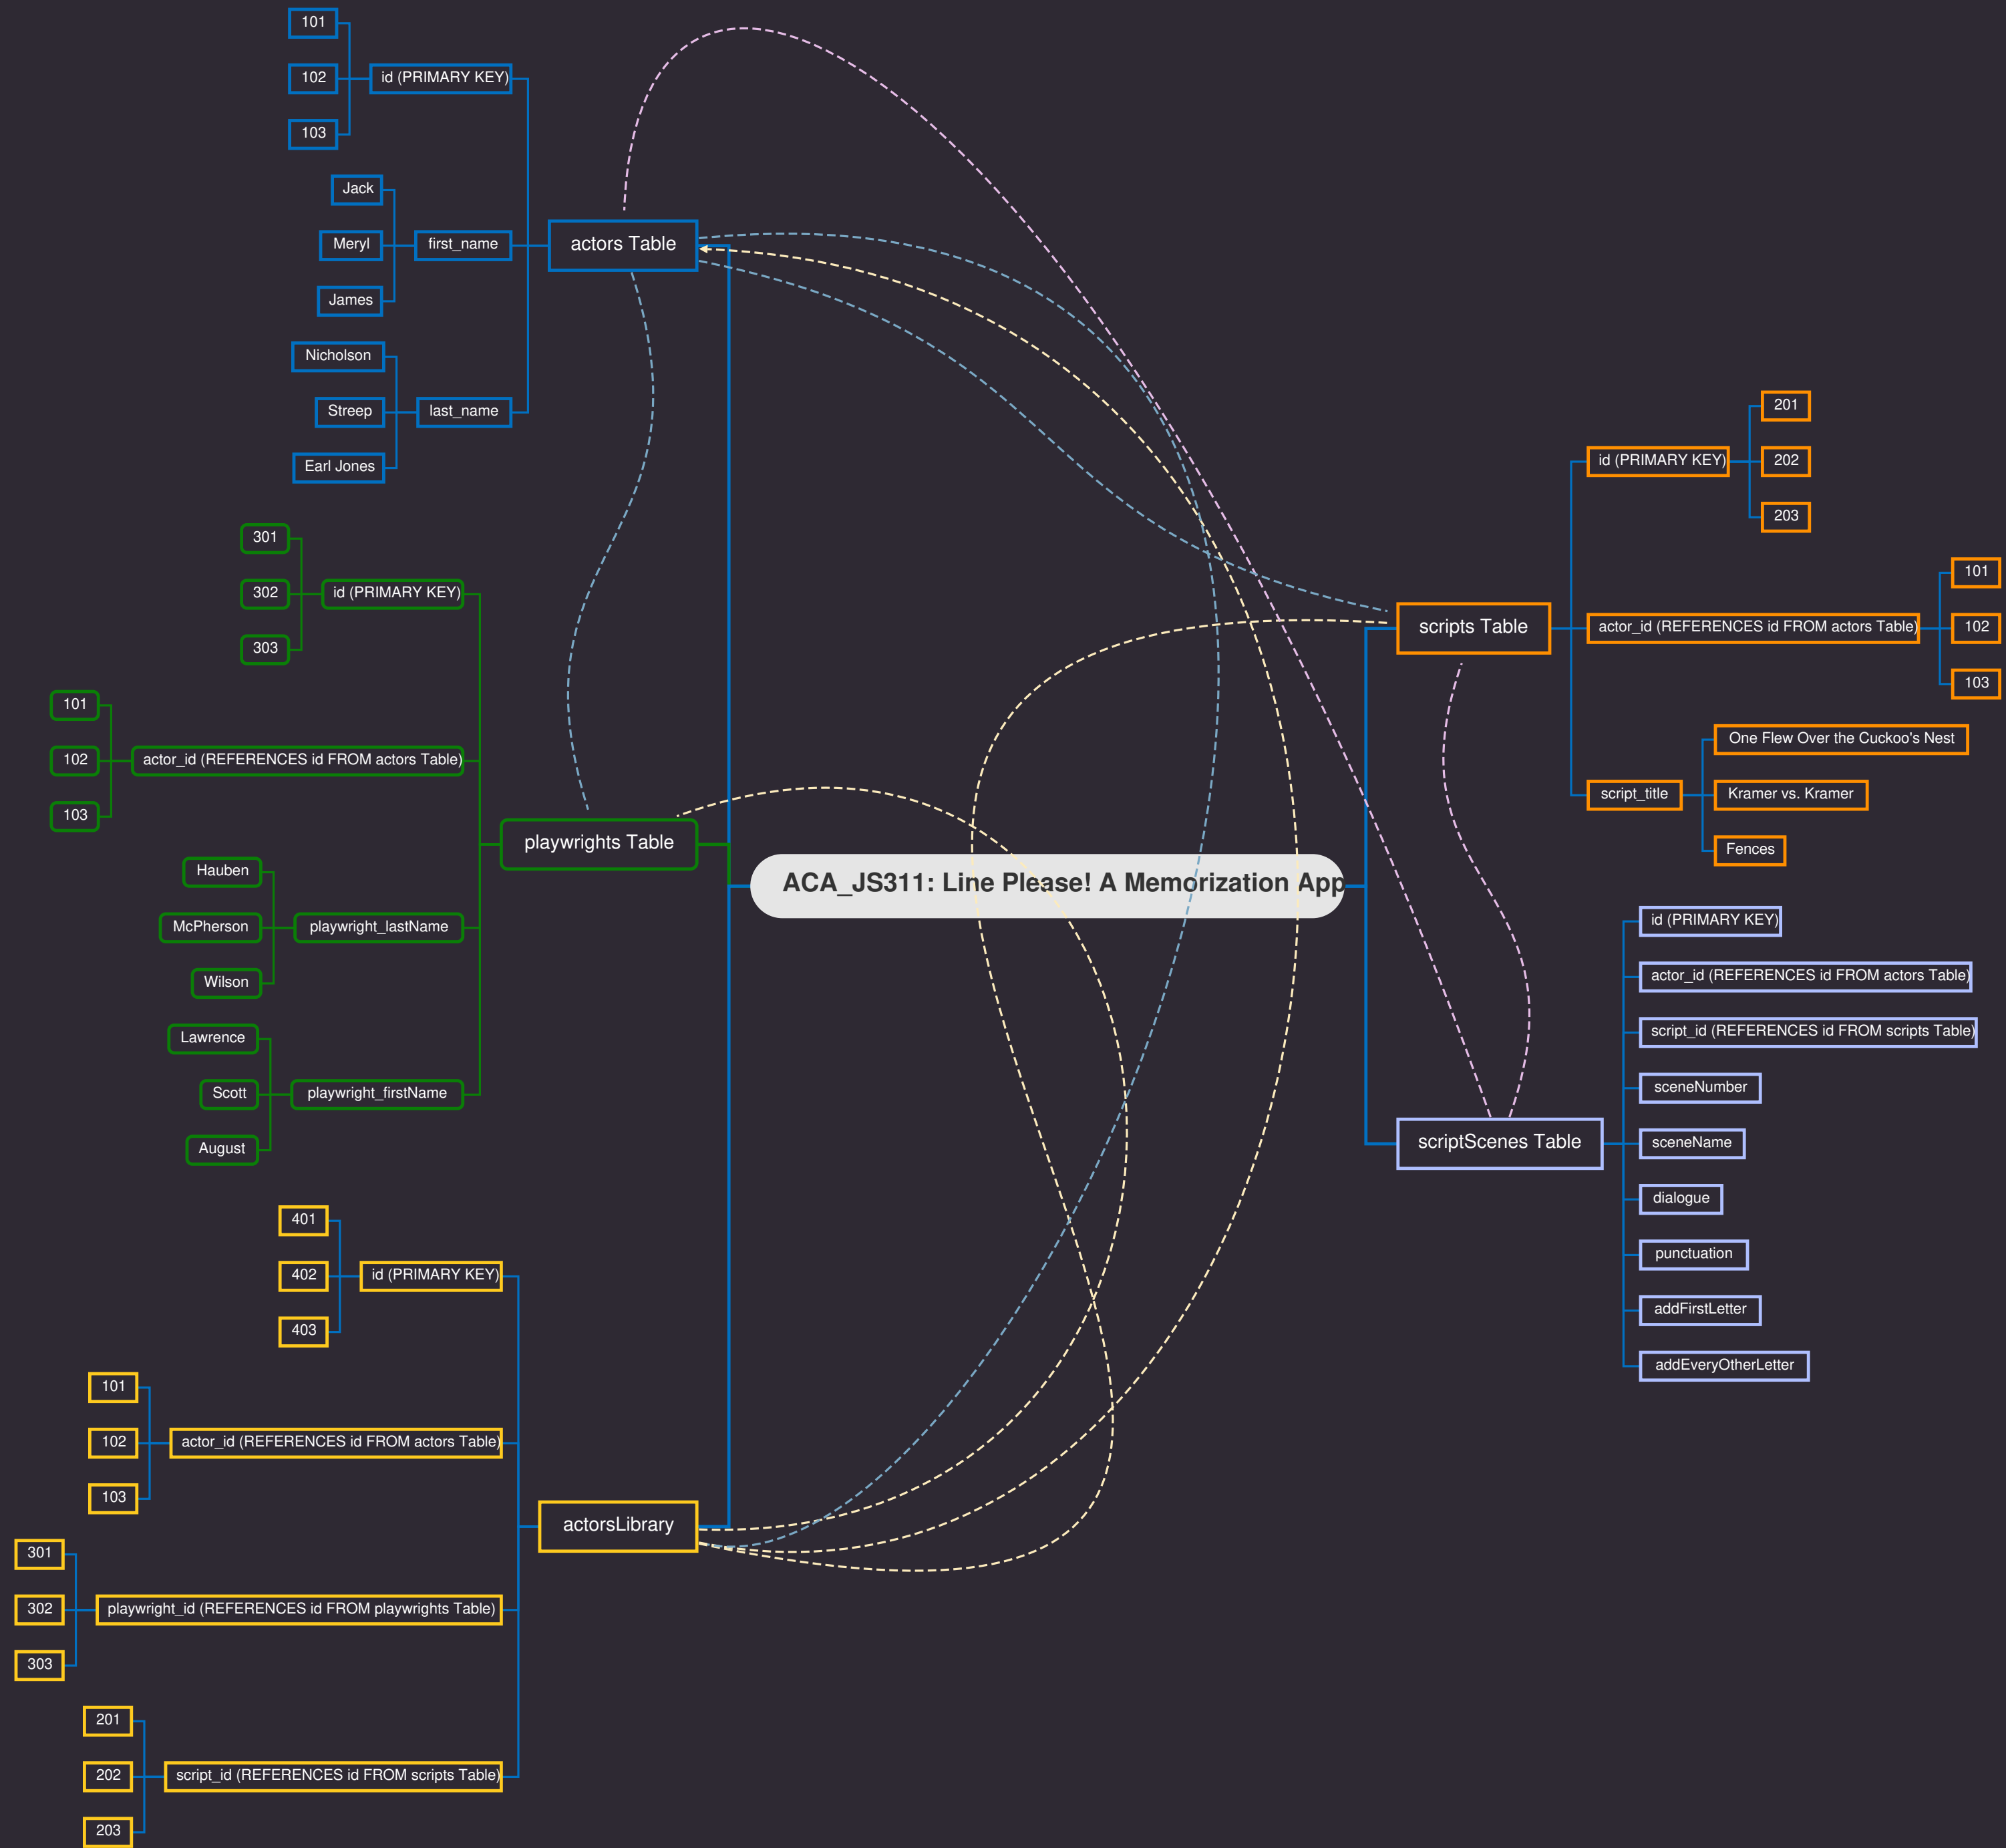 ACA_JS311: Line Please! A Memorization App
actors Table
id (PRIMARY KEY)
101
102
103
first_name
Jack
Meryl
James
last_name
Nicholson
Streep
Earl Jones
playwrights Table
id (PRIMARY KEY)
301
302
303
actor_id (REFERENCES id FROM actors Table)
101
102
103
playwright_lastName
Hauben
McPherson
Wilson
playwright_firstName
Lawrence
Scott
August
actorsLibrary
id (PRIMARY KEY)
401
402
403
actor_id (REFERENCES id FROM actors Table)
101
102
103
playwright_id (REFERENCES id FROM playwrights Table)
301
302
303
script_id (REFERENCES id FROM scripts Table)
201
202
203
scripts Table
id (PRIMARY KEY)
201
202
203
actor_id (REFERENCES id FROM actors Table)
101
102
103
script_title
One Flew Over the Cuckoo's Nest
Kramer vs. Kramer
Fences
scriptScenes Table
id (PRIMARY KEY)
actor_id (REFERENCES id FROM actors Table)
script_id (REFERENCES id FROM scripts Table)
sceneNumber
sceneName
dialogue
punctuation
addFirstLetter
addEveryOtherLetter